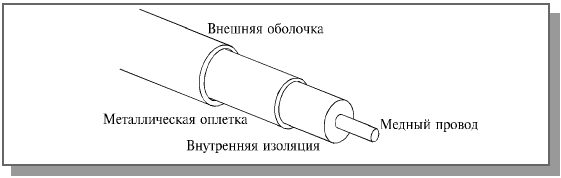 Внешняя оболочка
Металлическая оплетка
Медный провод
Внутренняя изоляция